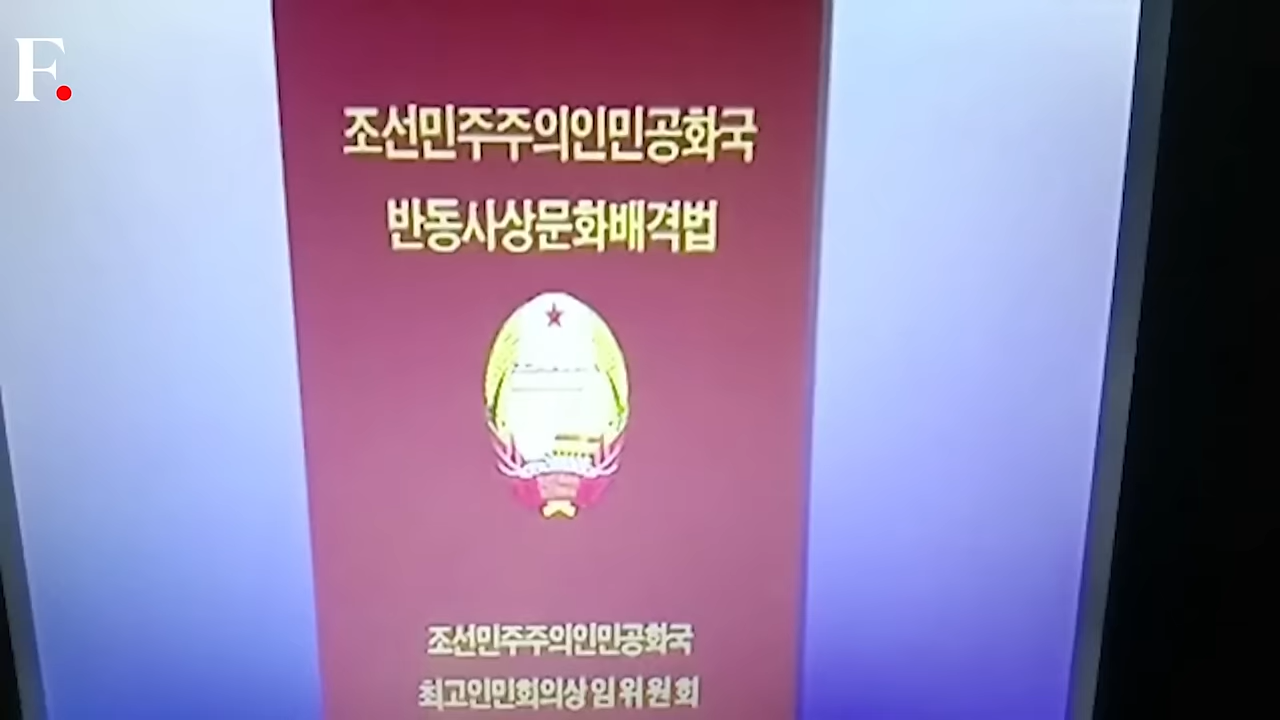 F.
조선민주주의인민공화국
반동사상문화배격법
조선민주주의인민공화국
최고인민회의상임위원회